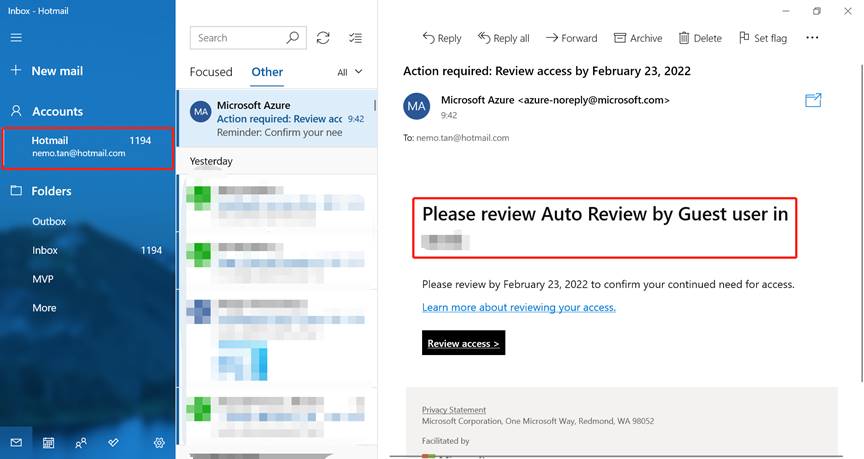 Inbox - Hotmail
New mail
Accounts
Hotmail 1194
nemo.tan@hotmail.com
Folders
Outbox
Inbox 1194
MVP
More
Search
Focused Other All
MA
Microsoft Azure
Action required: Review acc 9:42
Reminder: Confirm your nee
Yesterday
Reply Reply all Forward Archive Delete Set flag ...
Action required: Review access by February 23, 2022
MA
Microsoft Azure <azure-noreply@microsoft.com>
9:42
To: nemo.tan@hotmail.com
Please review Auto Review by Guest user in
Please review by February 23, 2022 to confirm your continued need for access.
Learn more about reviewing your access.
Review access >
Privacy Statement
Microsoft Corporation, One Microsoft Way, Redmond, WA 98052
Facilitated by